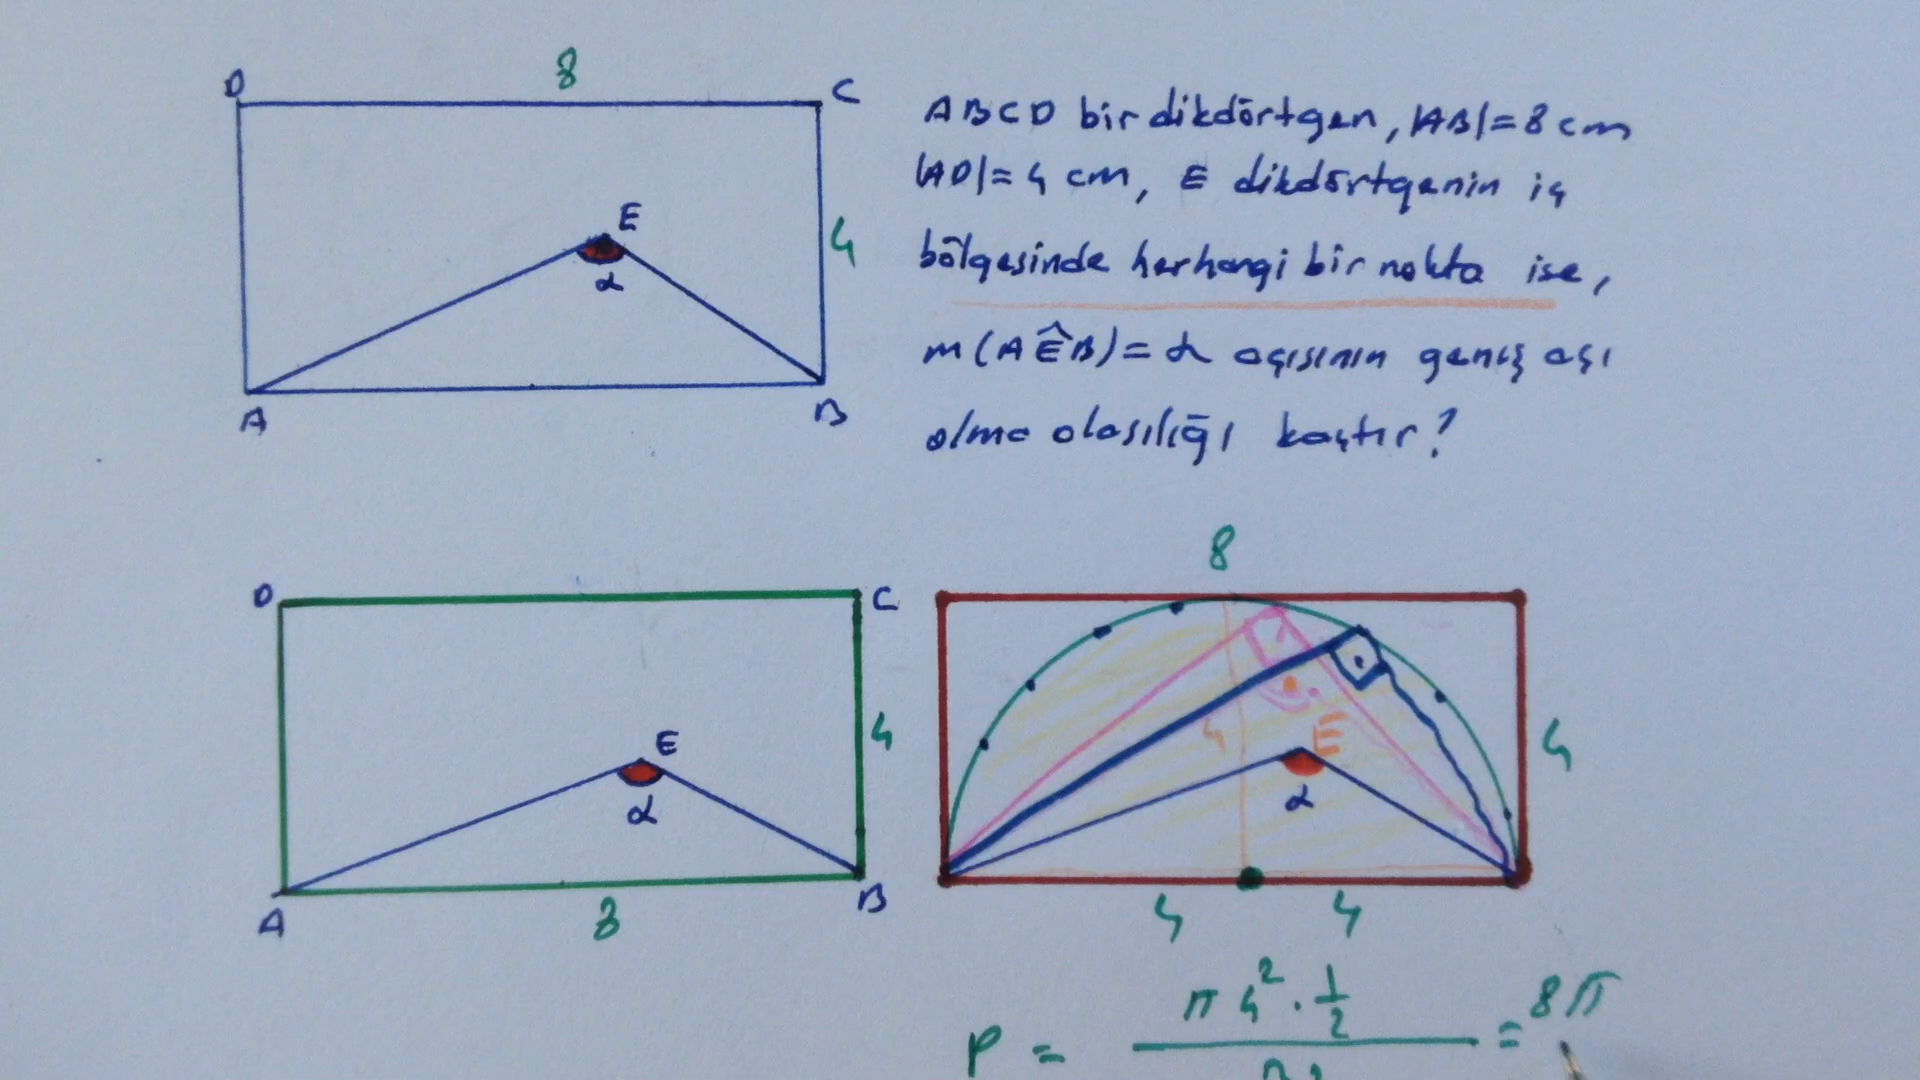 D 8 C
ABCD bir dikdörtgen, |AB|=8 cm
|AD|=4 cm, E dikdörtgenin iç
E
4
bölgesinde herhangi bir nokta ise,
α
m(AÊB)=α açısının geniş açı
A B
olma olasılığı kaçtır?
8
D C
4 E
E 4 4
α α
A 8 B
4 4
P = π4².1/2 = 8π